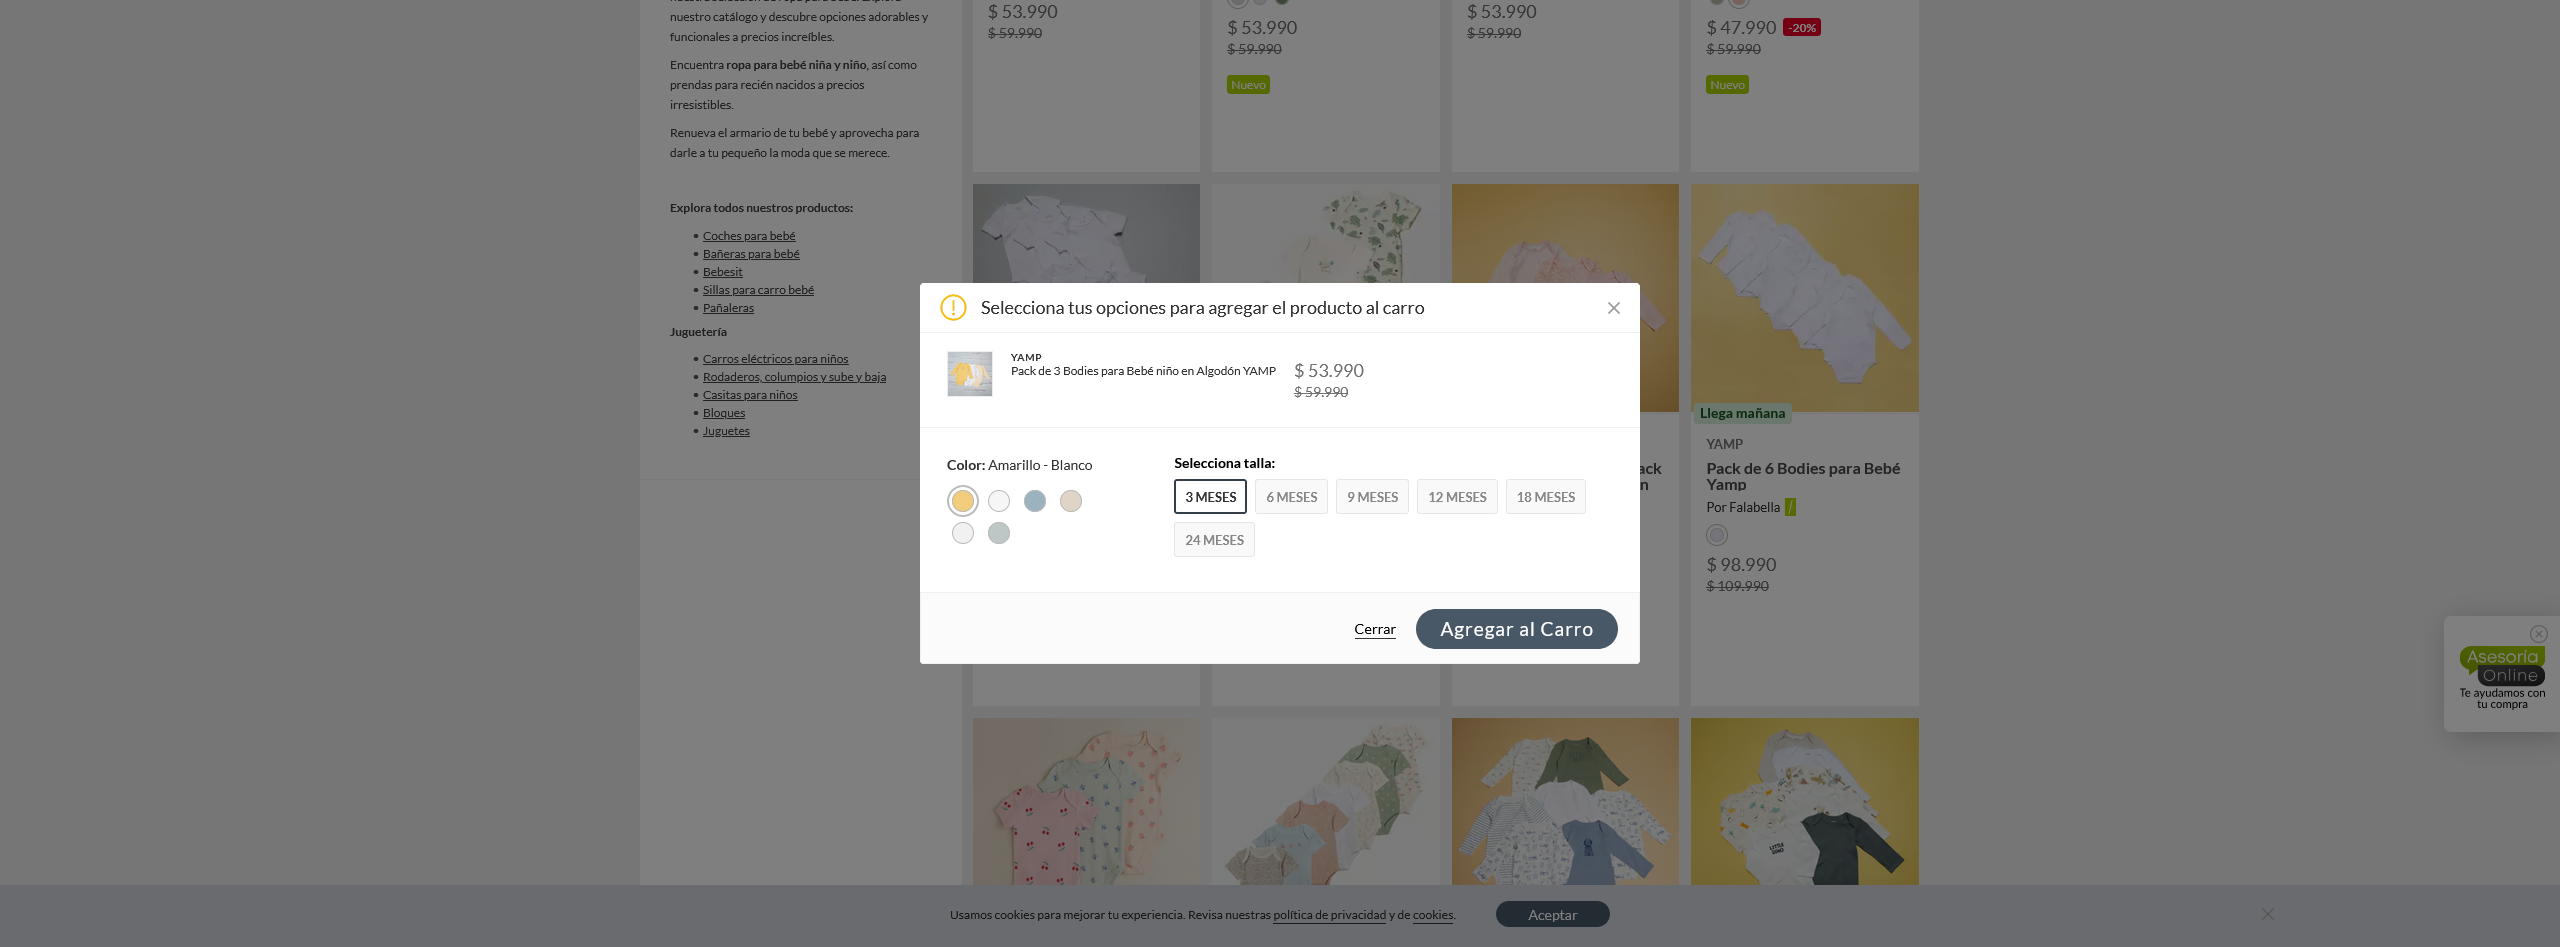 nuestro catálogo y descubre opciones adorables y
funcionales a precios increíbles.
Encuentra ropa para bebé niña y niño, así como
prendas para recién nacidos a precios
irresistibles.
Renueva el armario de tu bebé y aprovecha para
darle a tu pequeño la moda que se merece.
Explora todos nuestros productos:
• Coches para bebé
• Bañeras para bebé
• Bebesit
• Sillas para carro bebé
• Pañaleras
Juguetería
• Carros eléctricos para niños
• Rodaderos, columpios y sube y baja
• Casitas para niños
• Bloques
• Juguetes
$ 53.990
$ 59.990
$ 53.990
$ 59.990
Nuevo
$ 53.990
$ 59.990
$ 47.990 -20%
$ 59.990
Nuevo
Selecciona tus opciones para agregar el producto al carro
YAMP
Pack de 3 Bodies para Bebé niño en Algodón YAMP
$ 53.990
$ 59.990
Color: Amarillo - Blanco
Selecciona talla:
3 MESES 6 MESES 9 MESES 12 MESES 18 MESES
24 MESES
Cerrar Agregar al Carro
Llega mañana
YAMP
Pack de 6 Bodies para Bebé
Yamp
Por Falabella
$ 98.990
$ 109.990
Asesoría
Online
Te ayudamos con
tu compra
Usamos cookies para mejorar tu experiencia. Revisa nuestras política de privacidad y de cookies. Aceptar